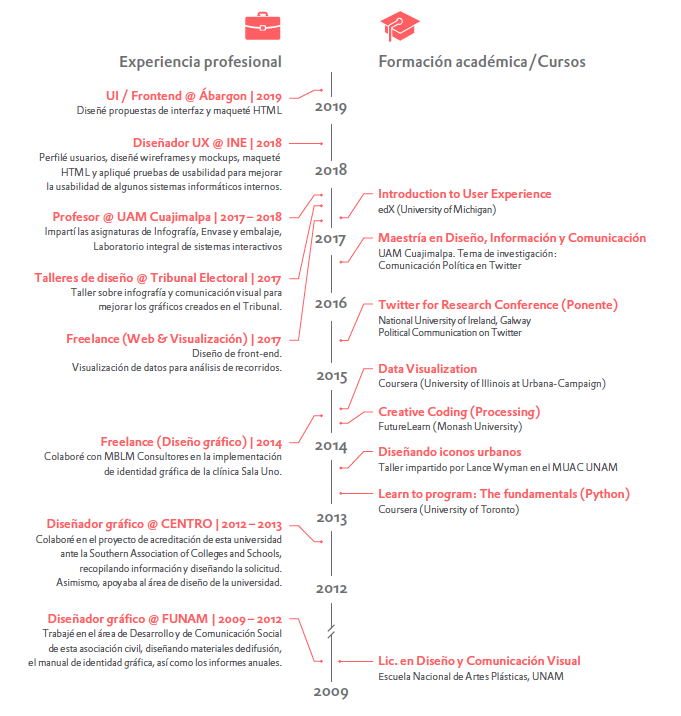 Experiencia profesional
UI / Frontend @ Ábargon | 2019
Diseñé propuestas de interfaz y maqueté HTML
Diseñador UX @ INE | 2018
Perfilé usuarios, diseñé wireframes y mockups, maqueté
HTML y apliqué pruebas de usabilidad para mejorar
la usabilidad de algunos sistemas informáticos internos.
Profesor @ UAM Cuajimalpa | 2017 – 2018
Impartí las asignaturas de Infografía, Envase y embalaje,
Laboratorio integral de sistemas interactivos
Talleres de diseño @ Tribunal Electoral | 2017
Taller sobre infografía y comunicación visual para
mejorar los gráficos creados en el Tribunal.
Freelance (Web & Visualización) | 2017
Diseño de front-end.
Visualización de datos para análisis de recorridos.
Freelance (Diseño gráfico) | 2014
Colaboré con MBLM Consultores en la implementación
de identidad gráfica de la clínica Sala Uno.
Diseñador gráfico @ CENTRO | 2012 – 2013
Colaboré en el proyecto de acreditación de esta universidad
ante la Southern Association of Colleges and Schools,
recopilando información y diseñando la solicitud.
Asimismo, apoyaba al área de diseño de la universidad.
Diseñador gráfico @ FUNAM | 2009 – 2012
Trabajé en el área de Desarrollo y de Comunicación Social
de esta asociación civil, diseñando materiales dedifusión,
el manual de identidad gráfica, así como los informes anuales.
2019
2018
2017
2016
2015
2014
2013
2012
2009
Formación académica/Cursos
Introduction to User Experience
edX (University of Michigan)
Maestría en Diseño, Información y Comunicación
UAM Cuajimalpa. Tema de investigación:
Comunicación Política en Twitter
Twitter for Research Conference (Ponente)
National University of Ireland, Galway
Political Communication on Twitter
Data Visualization
Coursera (University of Illinois at Urbana-Campaign)
Creative Coding (Processing)
FutureLearn (Monash University)
Diseñando iconos urbanos
Taller impartido por Lance Wyman en el MUAC UNAM
Learn to program: The fundamentals (Python)
Coursera (University of Toronto)
Lic. en Diseño y Comunicación Visual
Escuela Nacional de Artes Plásticas, UNAM